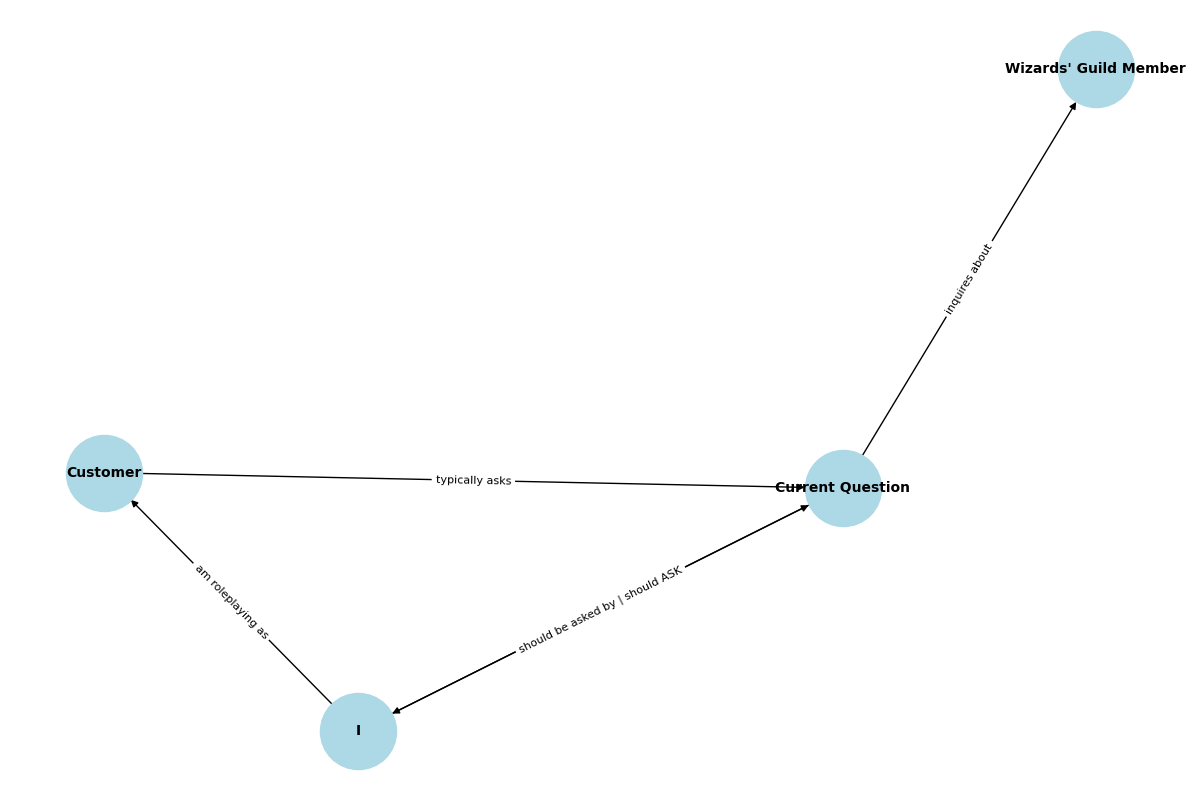 Wizards' Guild Member
inquires about
Customer
typically asks
Current Question
am roleplaying as
should be asked by | should ASK
I